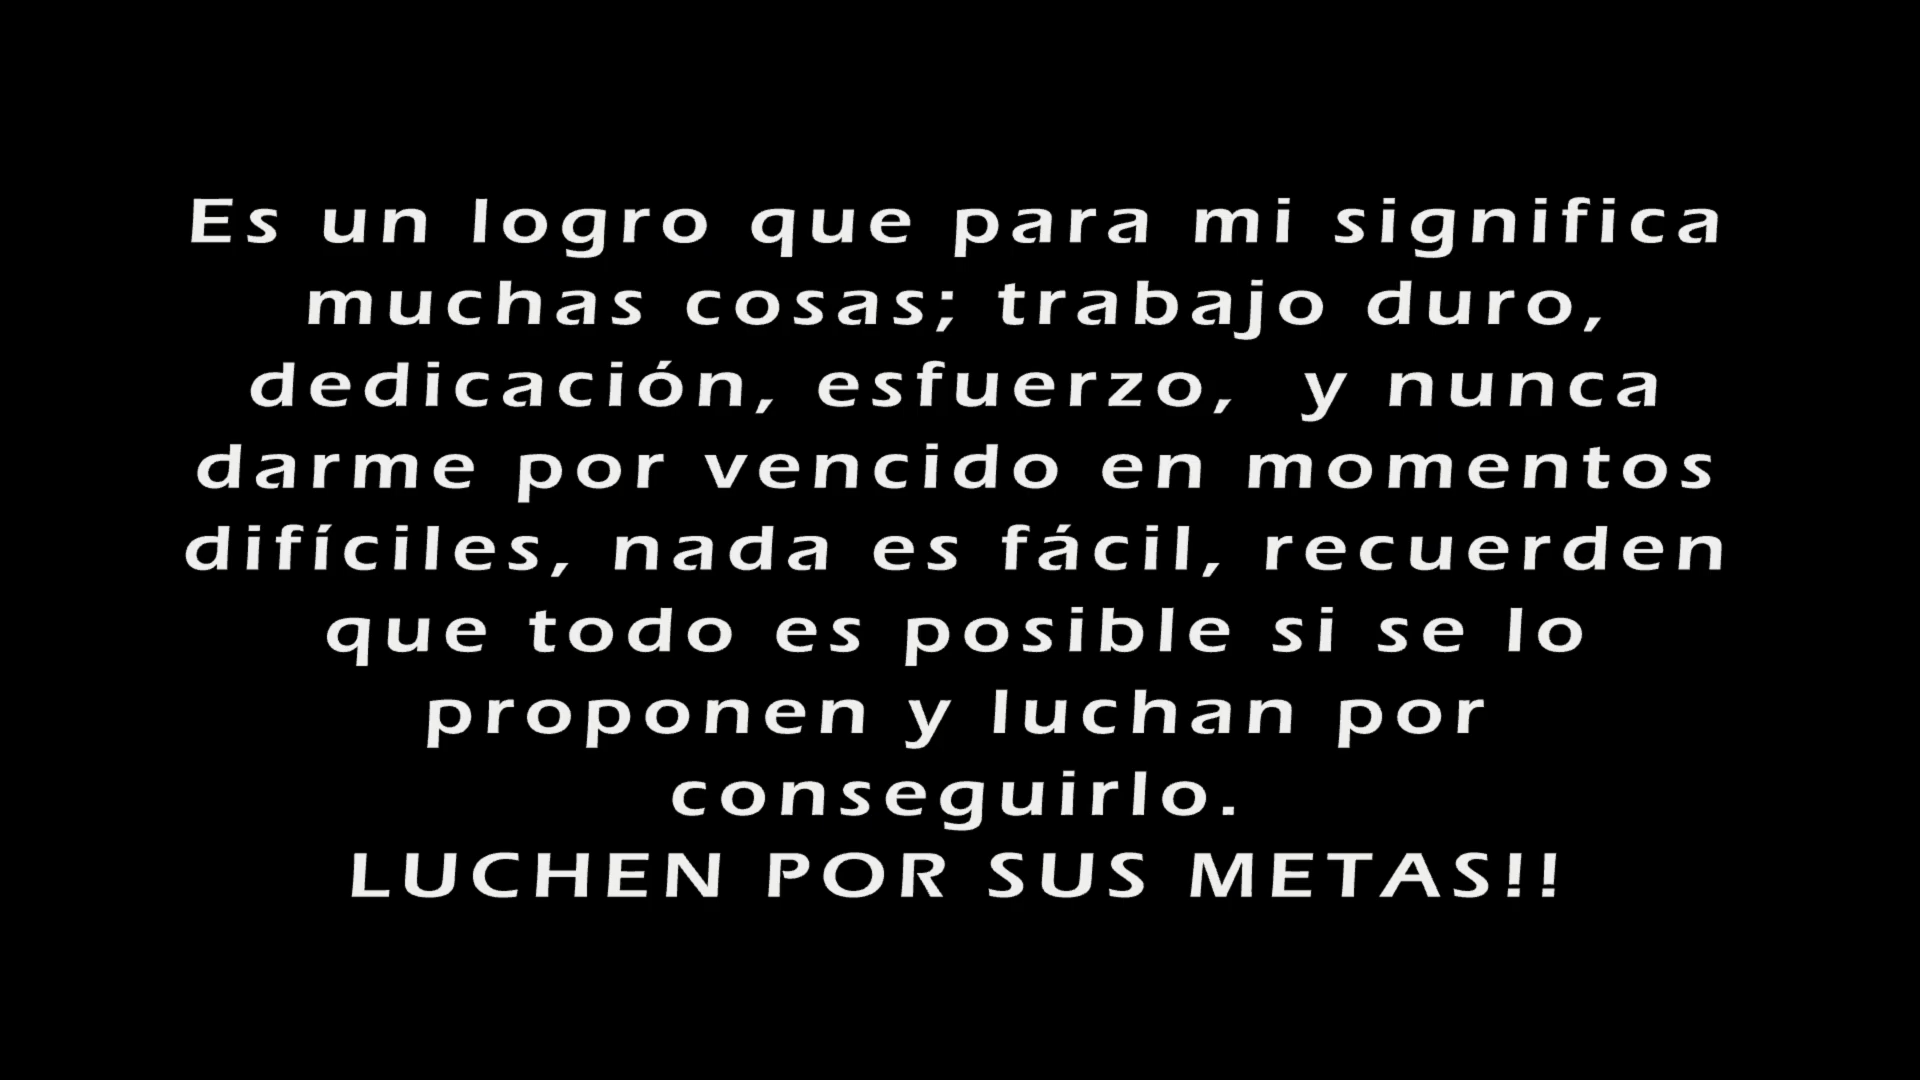 Es un logro que para mi significa
muchas cosas; trabajo duro,
dedicación, esfuerzo,  y nunca
darme por vencido en momentos
difíciles, nada es fácil, recuerden
que todo es posible si se lo
proponen y luchan por
conseguirlo.
LUCHEN POR SUS METAS!!